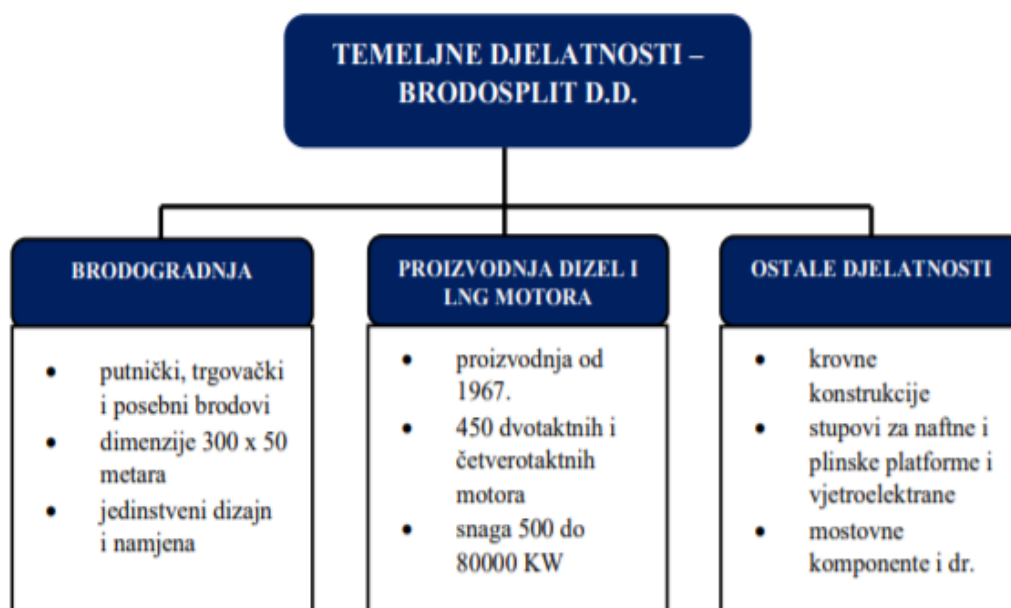 TEMELJNE DJELATNOSTI –
BRODOSPLIT D.D.
BRODOGRADNJA
• putnički, trgovački
i posebni brodovi
• dimenzije 300 x 50
metara
• jedinstveni dizajn
i namjena
PROIZVODNJA DIZEL I
LNG MOTORA
• proizvodnja od
1967.
• 450 dvotaktnih i
četverotaktnih
motora
• snaga 500 do
80000 KW
OSTALE DJELATNOSTI
• krovne
konstrukcije
• stupovi za naftne i
plinske platforme i
vjetroelektrane
• mostovne
komponente i dr.